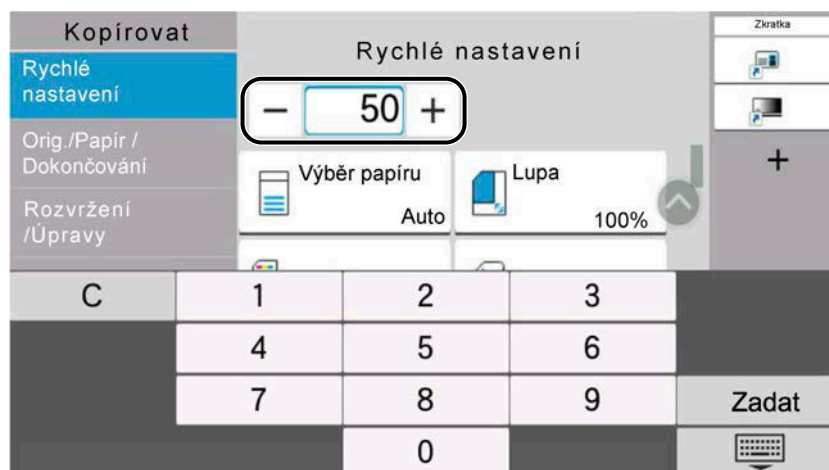 Kopírovat
Rychlé
nastavení
Orig./Papír /
Dokončování
Rozvržení
/Úpravy
Rychlé nastavení
− 50 +
Výběr papíru
Auto
Lupa
100%
Zkratka
+
C 1 2 3
4 5 6
7 8 9 Zadat
0